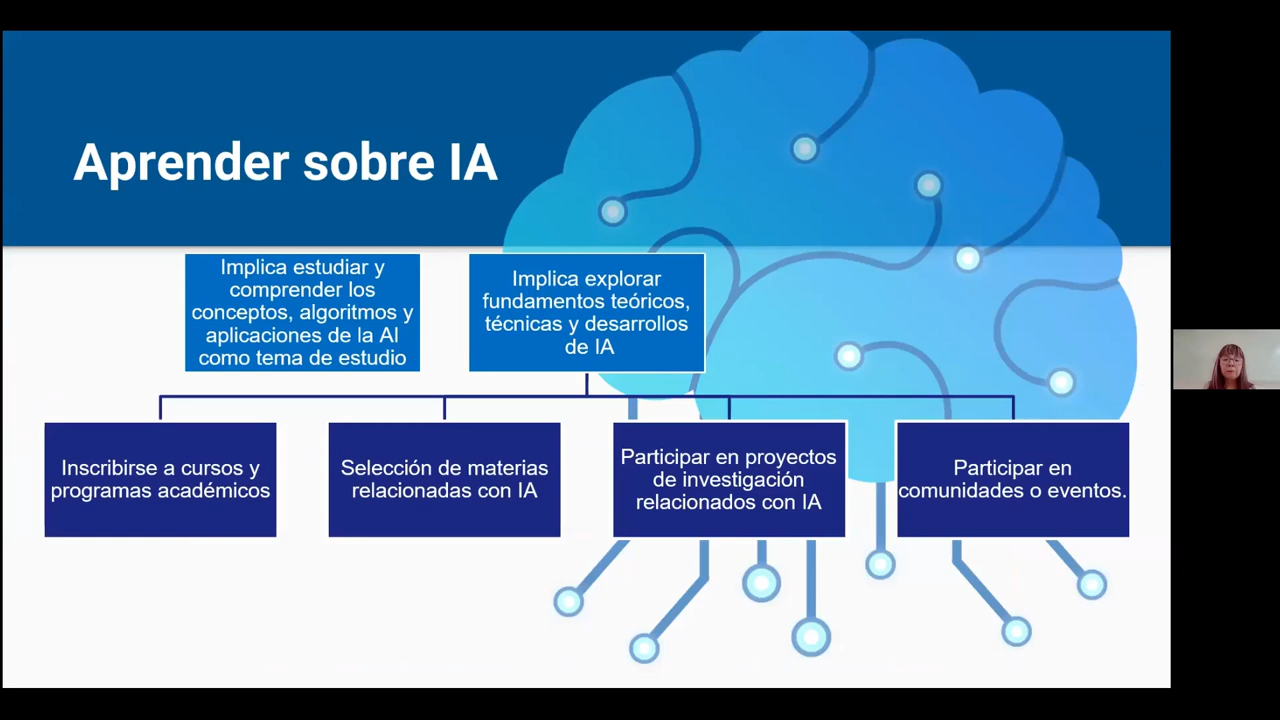 Aprender sobre IA
Implica estudiar y
comprender los
conceptos, algoritmos y
aplicaciones de la AI
como tema de estudio
Implica explorar
fundamentos teóricos,
técnicas y desarrollos
de IA
Inscribirse a cursos y
programas académicos
Selección de materias
relacionadas con IA
Participar en proyectos
de investigación
relacionados con IA
Participar en
comunidades o eventos.